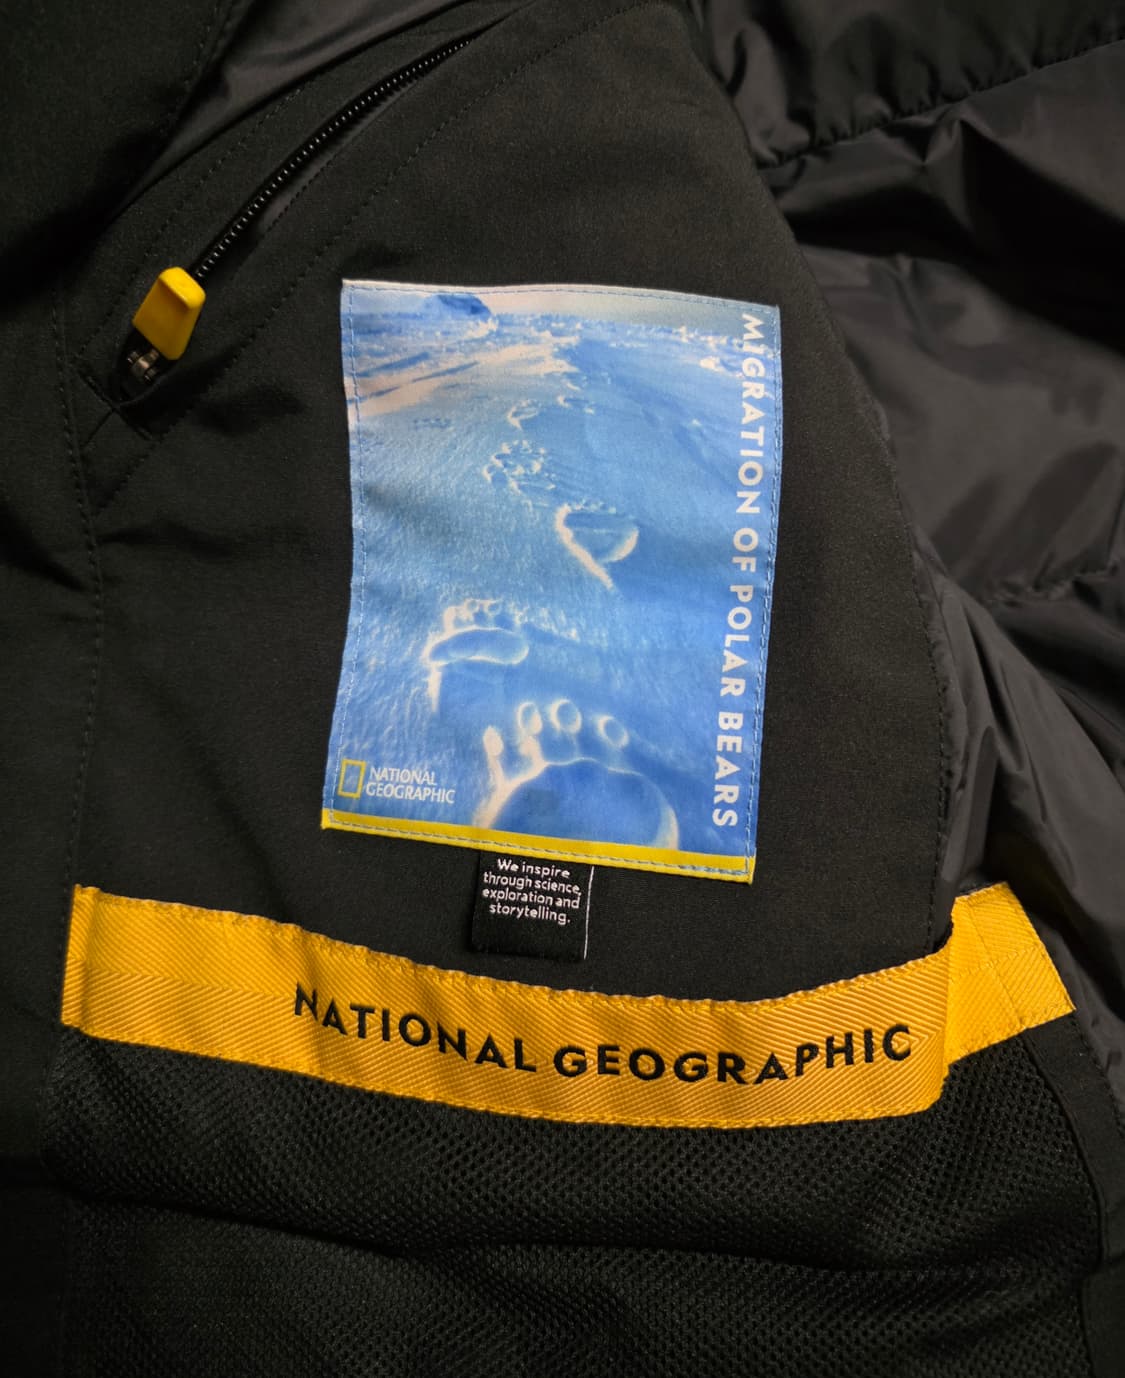 MIGRATION OF POLAR BEARS
NATIONAL
GEOGRAPHIC
We inspire
through science,
exploration and
storytelling.
NATIONAL GEOGRAPHIC